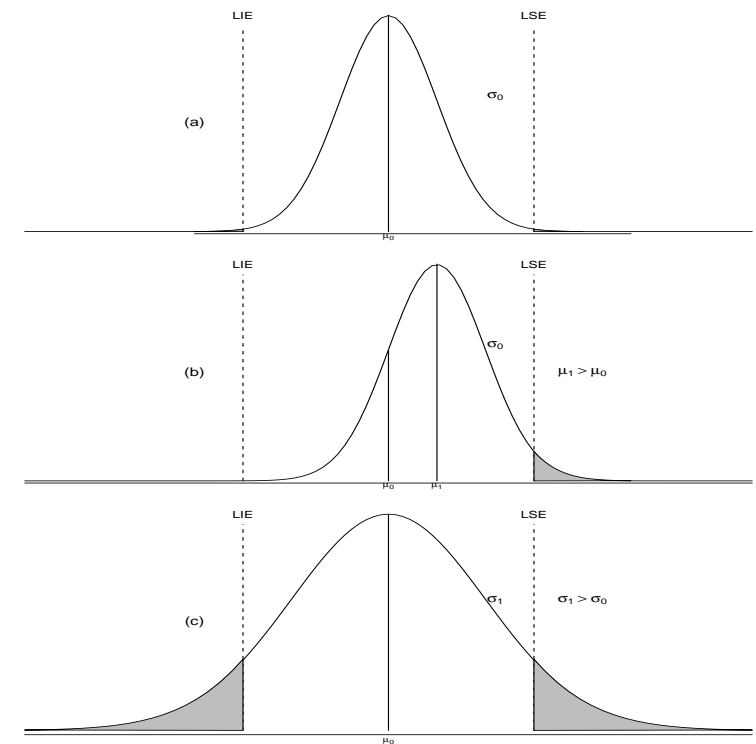 LIE LSE
σ₀
(a)
μ₀
LIE LSE
σ₀
μ₁ > μ₀
(b)
μ₀ μ₁
LIE LSE
σ₁ σ₁ > σ₀
(c)
μ₀